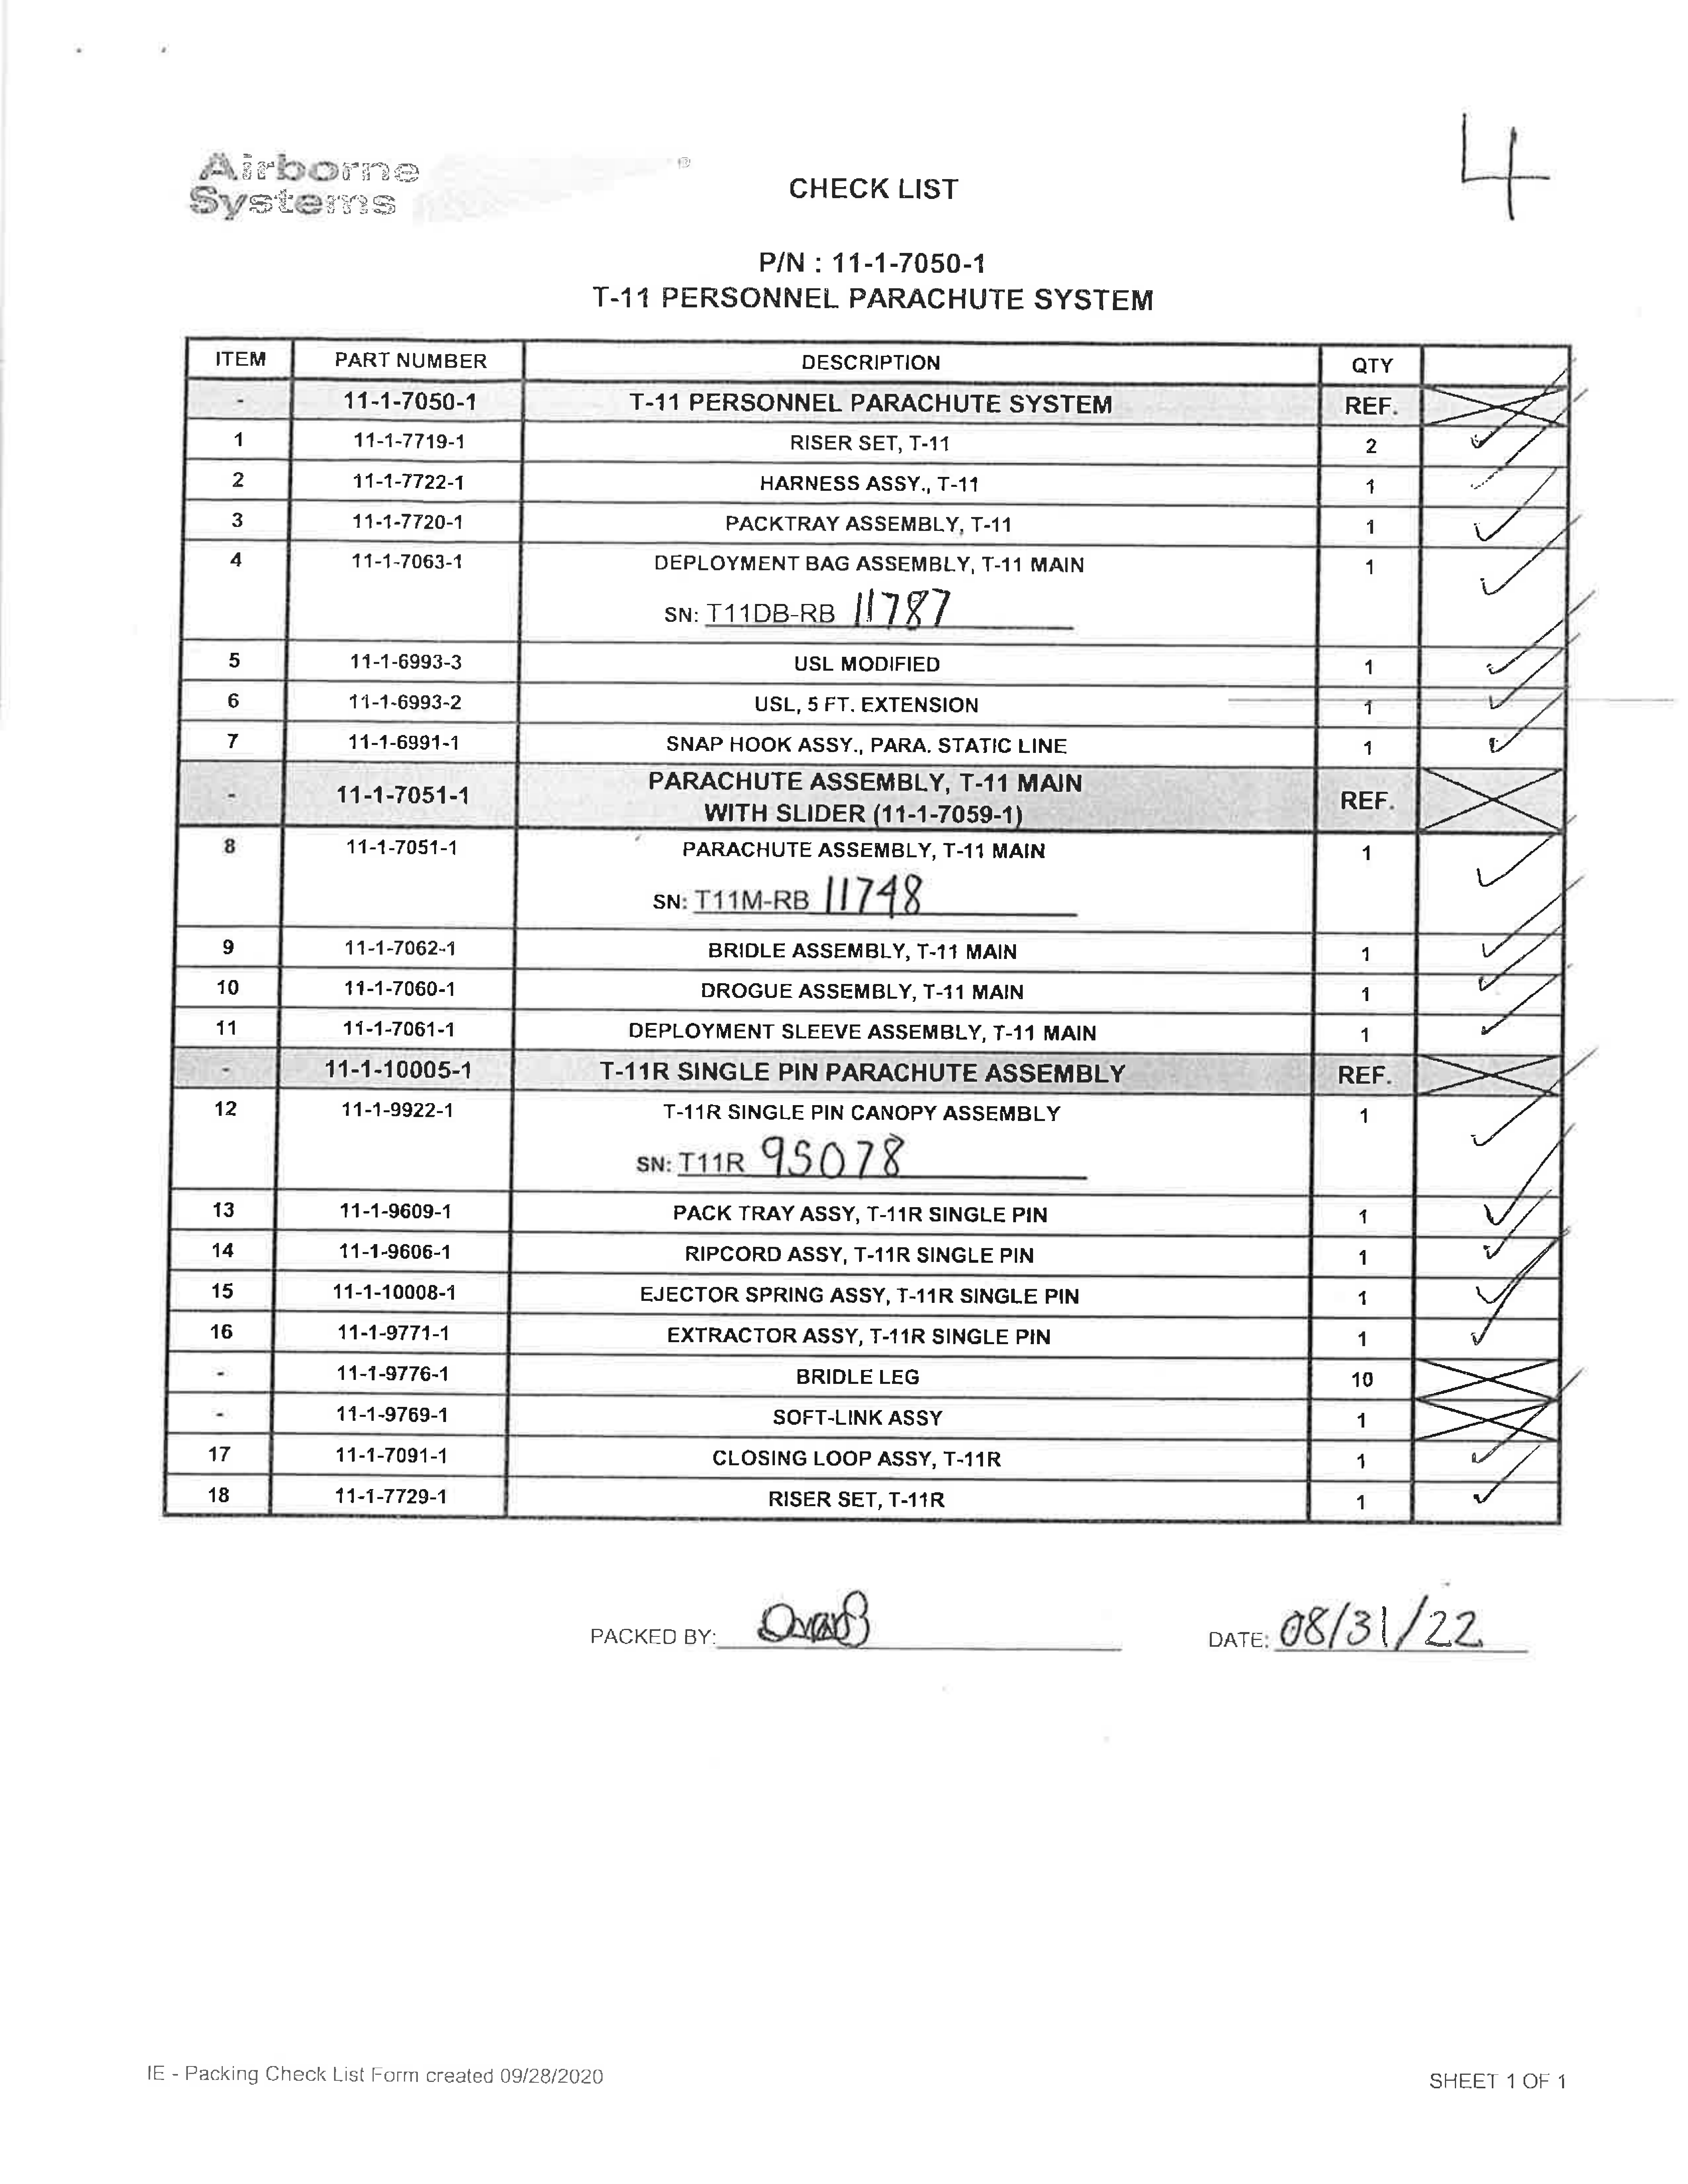 Airborne
Systems ®
4
CHECK LIST
P/N : 11-1-7050-1
T-11 PERSONNEL PARACHUTE SYSTEM
ITEM PART NUMBER DESCRIPTION QTY
- 11-1-7050-1 T-11 PERSONNEL PARACHUTE SYSTEM REF.
1 11-1-7719-1 RISER SET, T-11 2
2 11-1-7722-1 HARNESS ASSY., T-11 1
3 11-1-7720-1 PACKTRAY ASSEMBLY, T-11 1
4 11-1-7063-1 DEPLOYMENT BAG ASSEMBLY, T-11 MAIN 1
SN: T11DB-RB 11787
5 11-1-6993-3 USL MODIFIED 1
6 11-1-6993-2 USL, 5 FT. EXTENSION 1
7 11-1-6991-1 SNAP HOOK ASSY., PARA. STATIC LINE 1
- 11-1-7051-1 PARACHUTE ASSEMBLY, T-11 MAIN REF.
WITH SLIDER (11-1-7059-1)
8 11-1-7051-1 PARACHUTE ASSEMBLY, T-11 MAIN 1
SN: T11M-RB 11748
9 11-1-7062-1 BRIDLE ASSEMBLY, T-11 MAIN 1
10 11-1-7060-1 DROGUE ASSEMBLY, T-11 MAIN 1
11 11-1-7061-1 DEPLOYMENT SLEEVE ASSEMBLY, T-11 MAIN 1
- 11-1-10005-1 T-11R SINGLE PIN PARACHUTE ASSEMBLY REF.
12 11-1-9922-1 T-11R SINGLE PIN CANOPY ASSEMBLY 1
SN: T11R 95078
13 11-1-9609-1 PACK TRAY ASSY, T-11R SINGLE PIN 1
14 11-1-9606-1 RIPCORD ASSY, T-11R SINGLE PIN 1
15 11-1-10008-1 EJECTOR SPRING ASSY, T-11R SINGLE PIN 1
16 11-1-9771-1 EXTRACTOR ASSY, T-11R SINGLE PIN 1
- 11-1-9776-1 BRIDLE LEG 10
- 11-1-9769-1 SOFT-LINK ASSY 1
17 11-1-7091-1 CLOSING LOOP ASSY, T-11R 1
18 11-1-7729-1 RISER SET, T-11R 1
PACKED BY:
DATE: 08/31/22
IE - Packing Check List Form created 09/28/2020
SHEET 1 OF 1